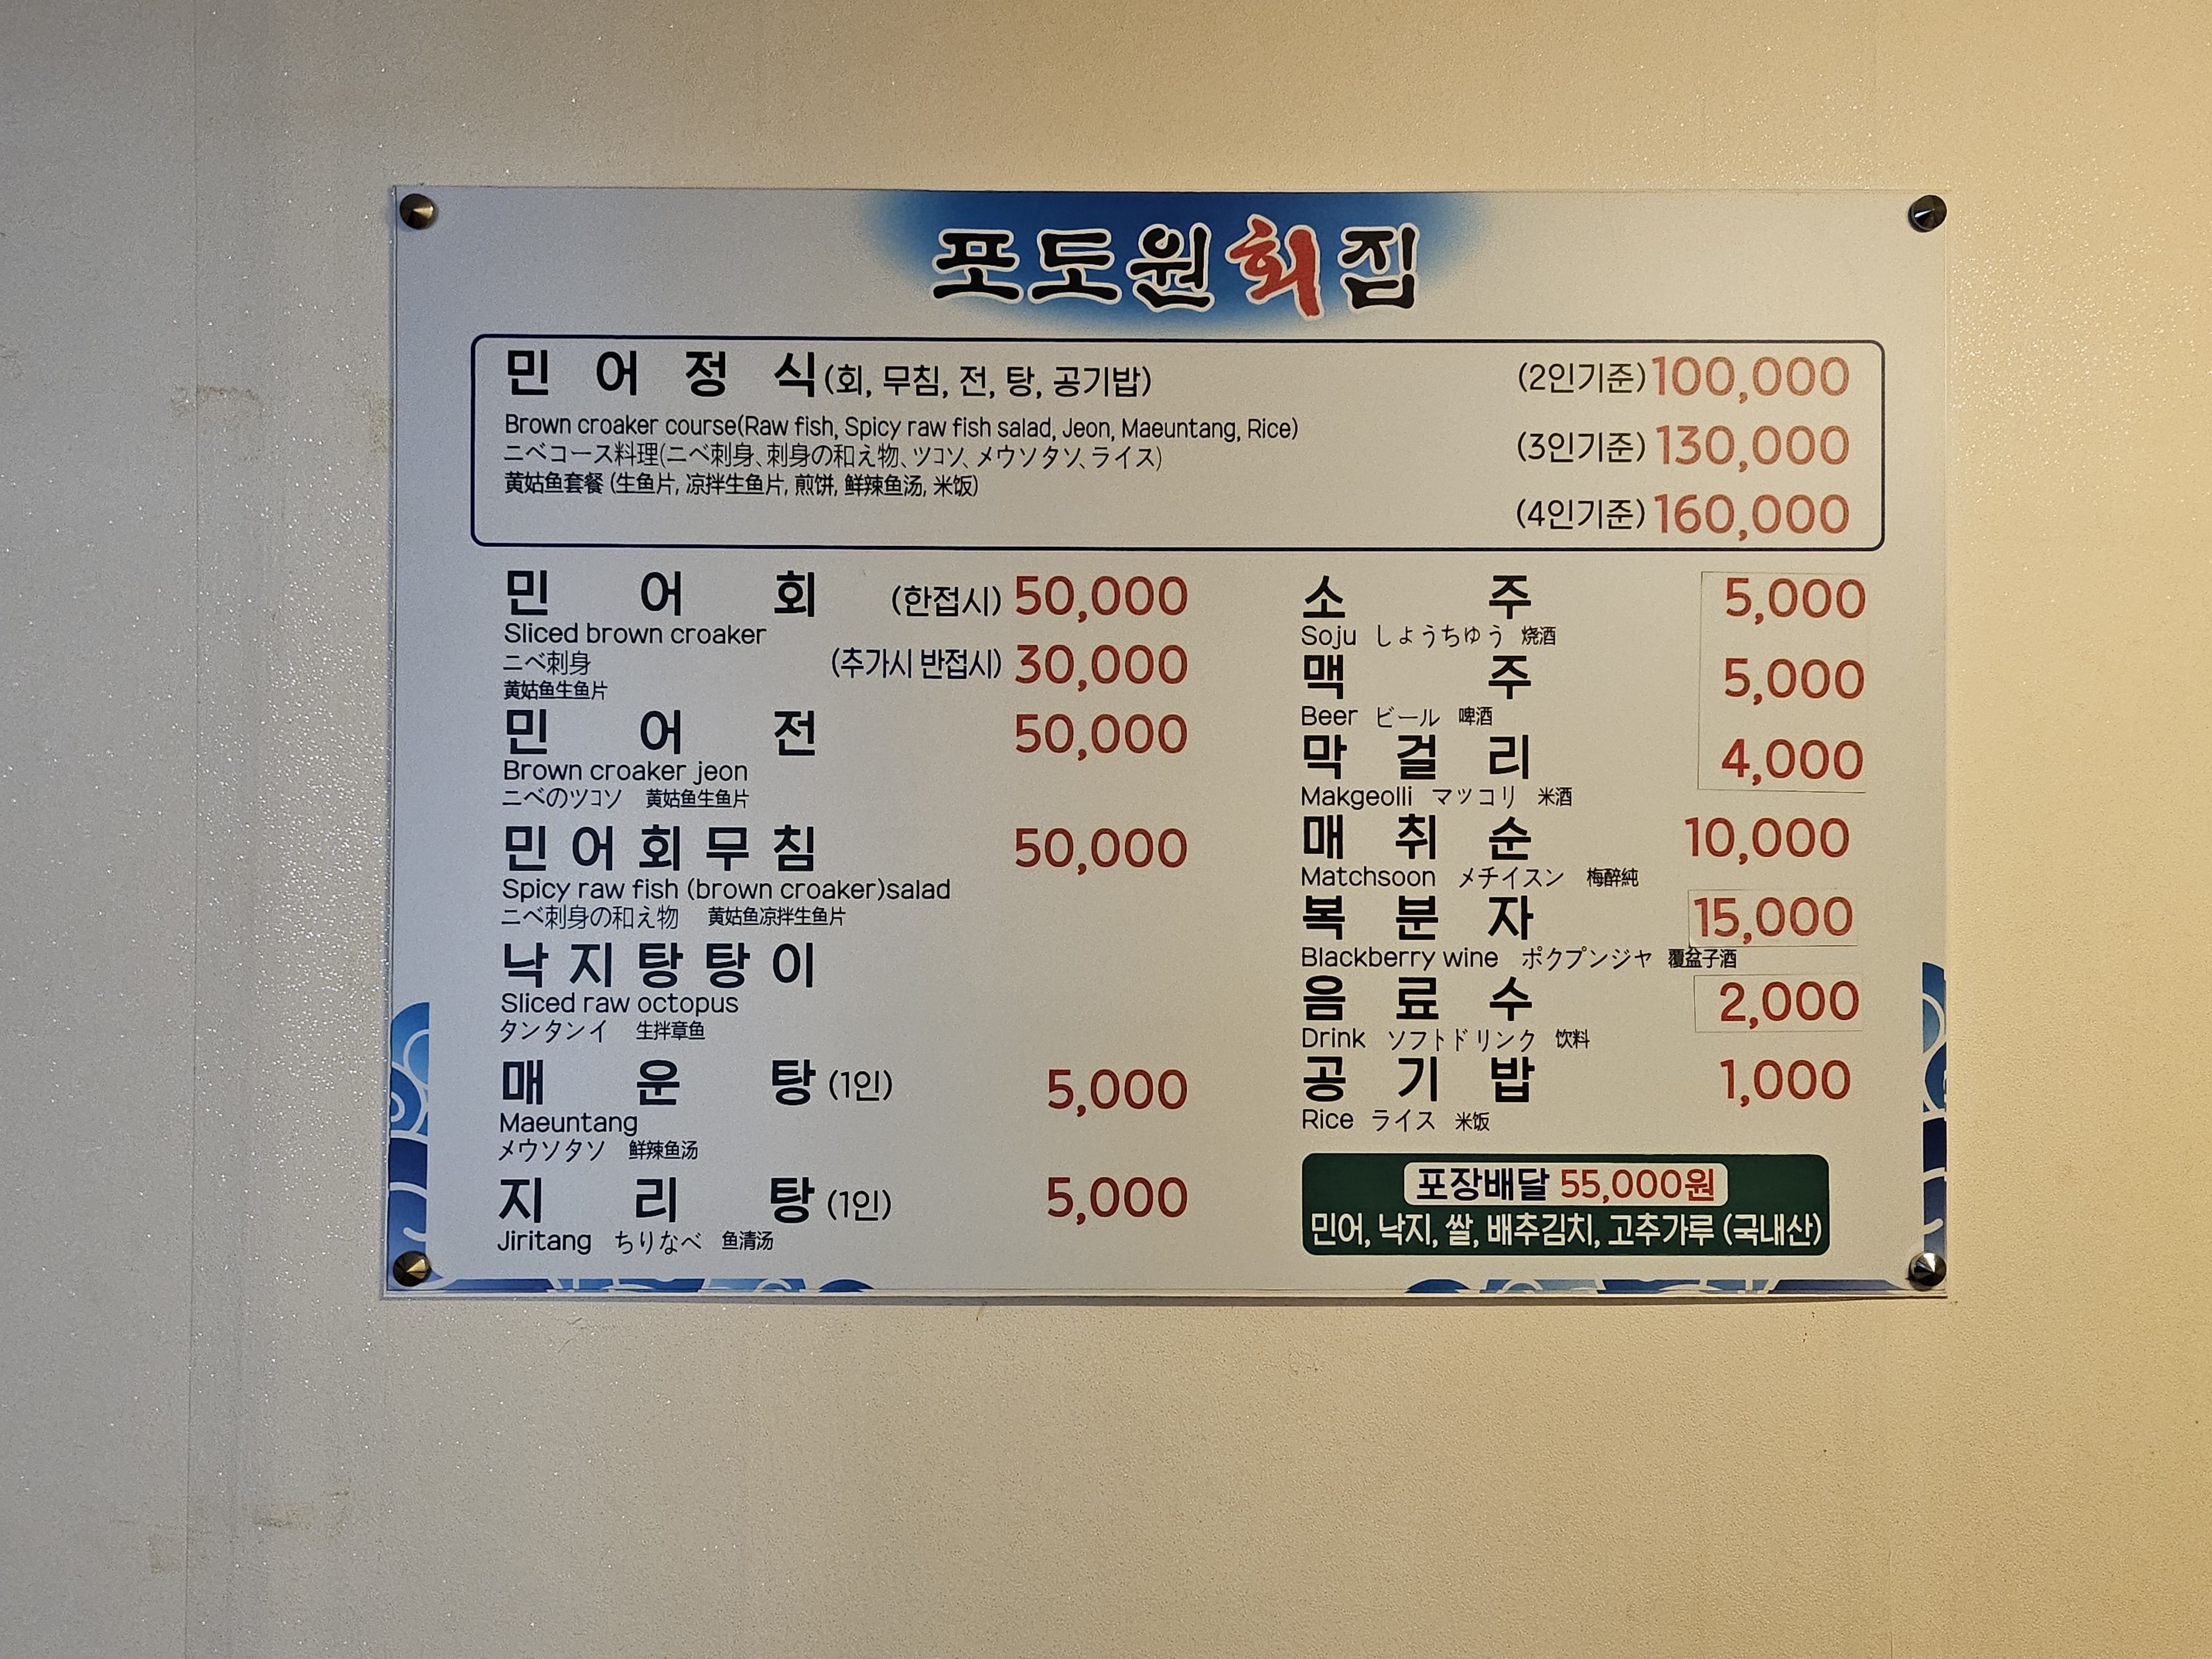 포도원회집
민어정식(회, 무침, 전, 탕, 공기밥) (2인기준) 100,000
Brown croaker course(Raw fish, Spicy raw fish salad, Jeon, Maeuntang, Rice)
ニベコース料理(ニベ刺身、刺身の和え物、ツコソ、メウソタソ、ライス) (3인기준) 130,000
黄姑鱼套餐 (生鱼片, 凉拌生鱼片, 煎饼, 鲜辣鱼汤, 米饭)
(4인기준) 160,000
민어회 (한접시) 50,000
Sliced brown croaker
ニベ刺身 (추가시 반접시) 30,000
黄姑鱼生鱼片
민어전 50,000
Brown croaker jeon
ニベのツコソ 黄姑鱼生鱼片
민어회무침 50,000
Spicy raw fish (brown croaker)salad
ニベ刺身の和え物 黄姑鱼凉拌生鱼片
낙지탕탕이
Sliced raw octopus
タンタンイ 生拌章鱼
매운탕 (1인) 5,000
Maeuntang
メウソタソ 鲜辣鱼汤
지리탕 (1인) 5,000
Jiritang ちりなべ 鱼清汤
소주 5,000
Soju しょうちゆう 烧酒
맥주 5,000
Beer ビール 啤酒
막걸리 4,000
Makgeolli マッコリ 米酒
매취순 10,000
Matchsoon メチイスン 梅醉純
복분자 15,000
Blackberry wine ポクプンジャ 覆盆子酒
음료수 2,000
Drink ソフトドリンク 饮料
공기밥 1,000
Rice ライス 米饭
포장배달 55,000원
민어, 낙지, 쌀, 배추김치, 고추가루 (국내산)